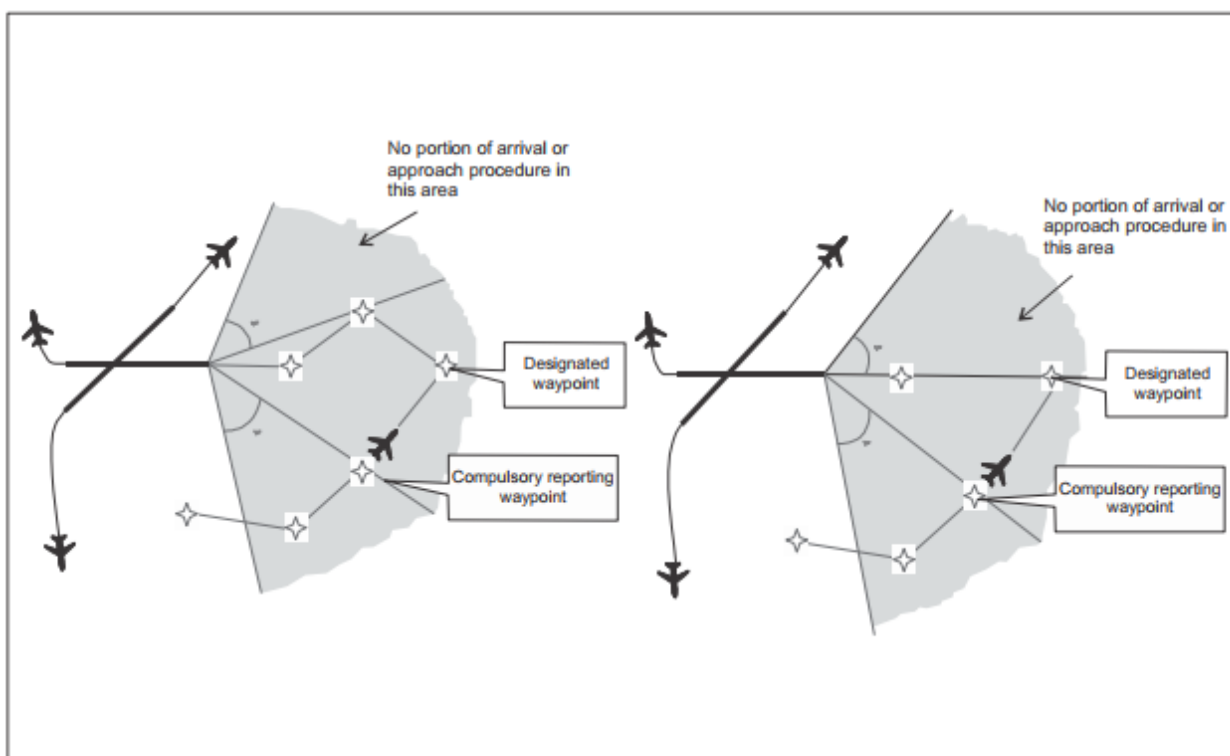 No portion of arrival or
approach procedure in
this area
Designated
waypoint
Compulsory reporting
waypoint
No portion of arrival or
approach procedure in
this area
Designated
waypoint
Compulsory reporting
waypoint